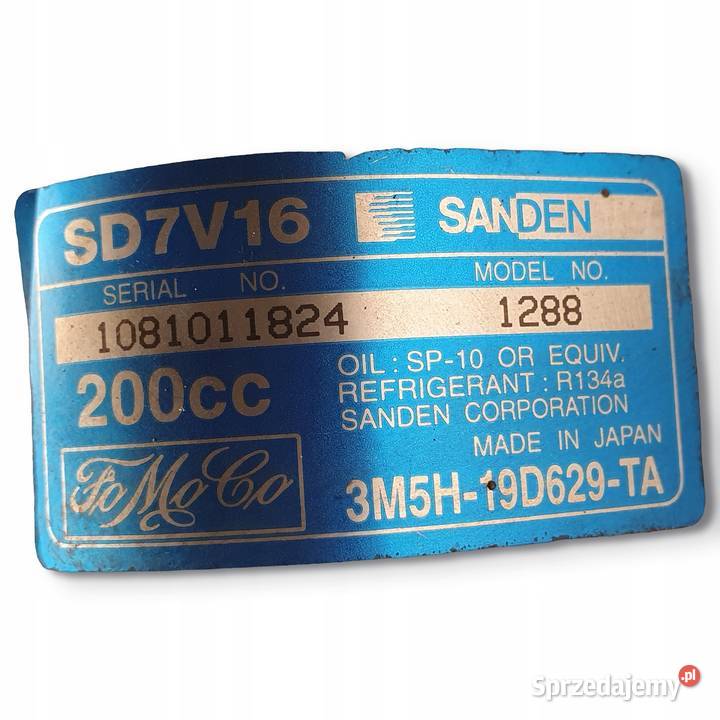 SD7V16 SANDEN
SERIAL NO. MODEL NO.
1081011824 1288
200cc
OIL : SP-10 OR EQUIV.
REFRIGERANT : R134a
SANDEN CORPORATION
MADE IN JAPAN
FoMoCo
3M5H-19D629-TA
Sprzedajemy.pl